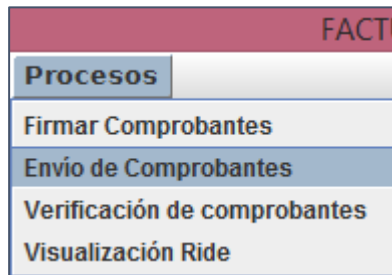 FACT
Procesos
Firmar Comprobantes
Envío de Comprobantes
Verificación de comprobantes
Visualización Ride